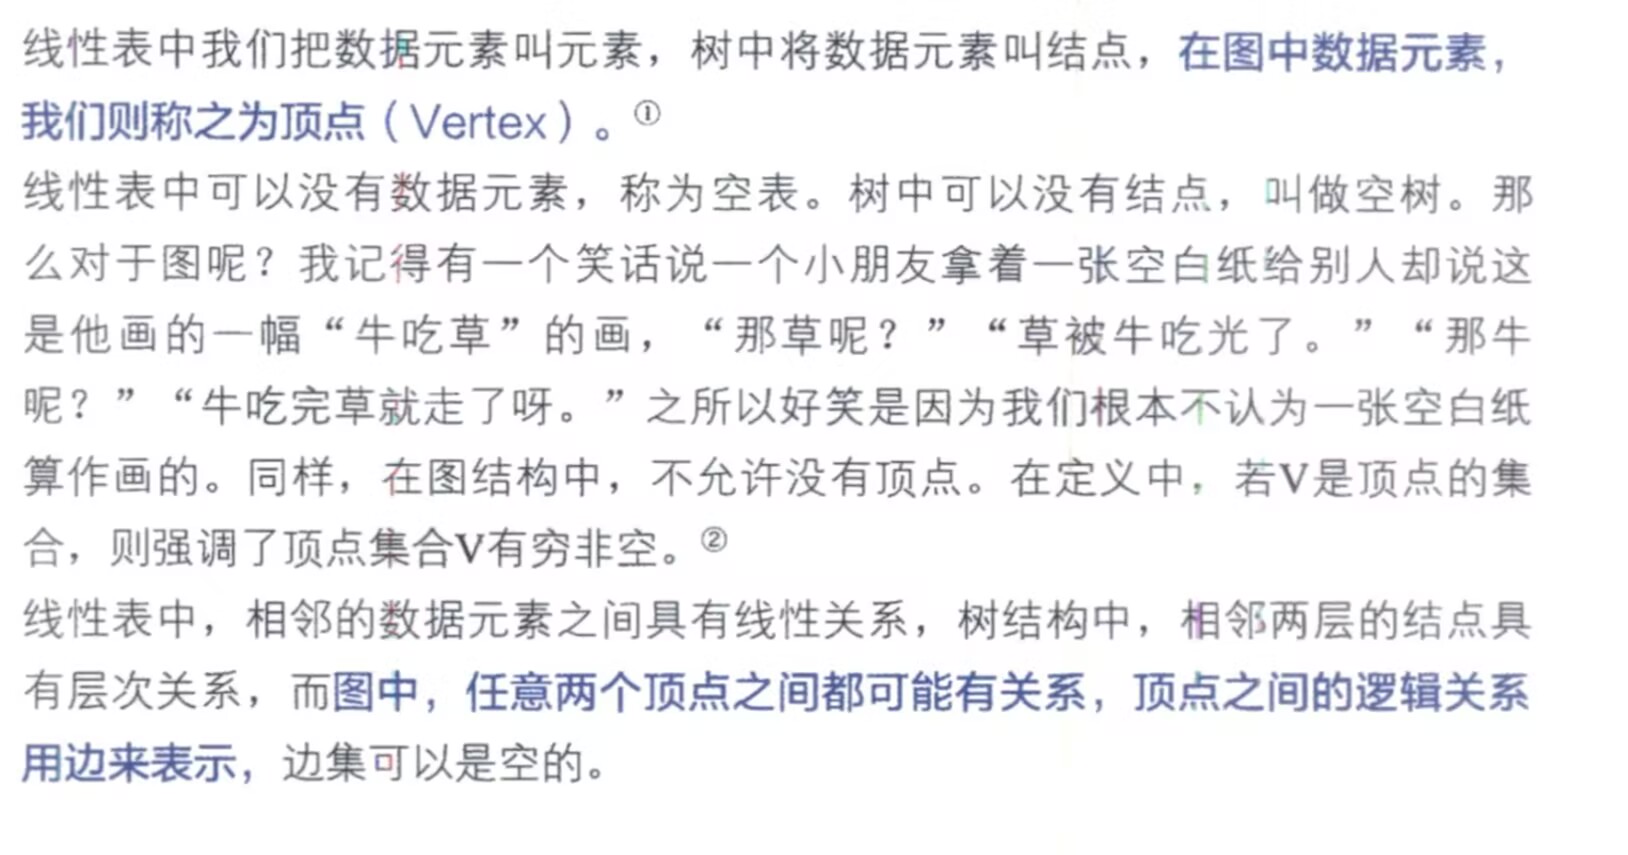 线性表中我们把数据元素叫元素，树中将数据元素叫结点，在图中数据元素，
我们则称之为顶点（Vertex）。①
线性表中可以没有数据元素，称为空表。树中可以没有结点，叫做空树。那
么对于图呢？我记得有一个笑话说一个小朋友拿着一张空白纸给别人却说这
是他画的一幅“牛吃草”的画，“那草呢？”“草被牛吃光了。”“那牛
呢？”“牛吃完草就走了呀。”之所以好笑是因为我们根本不认为一张空白纸
算作画的。同样，在图结构中，不允许没有顶点。在定义中，若V是顶点的集
合，则强调了顶点集合V有穷非空。②
线性表中，相邻的数据元素之间具有线性关系，树结构中，相邻两层的结点具
有层次关系，而图中，任意两个顶点之间都可能有关系，顶点之间的逻辑关系
用边来表示，边集可以是空的。